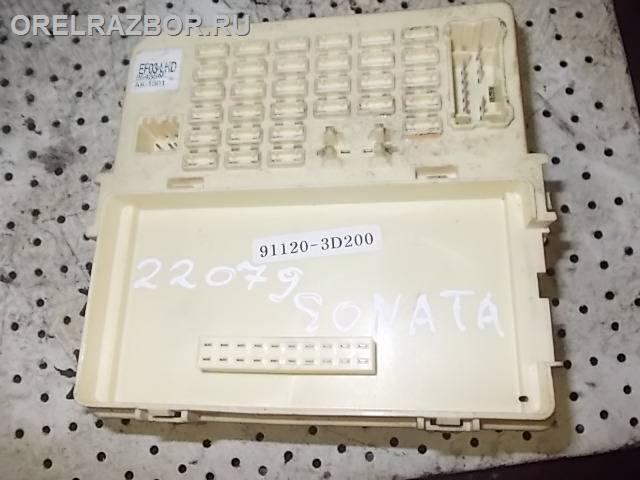 ORELRAZBOR.RU
EF03-LHD
91120-3D200
22079
SONATA